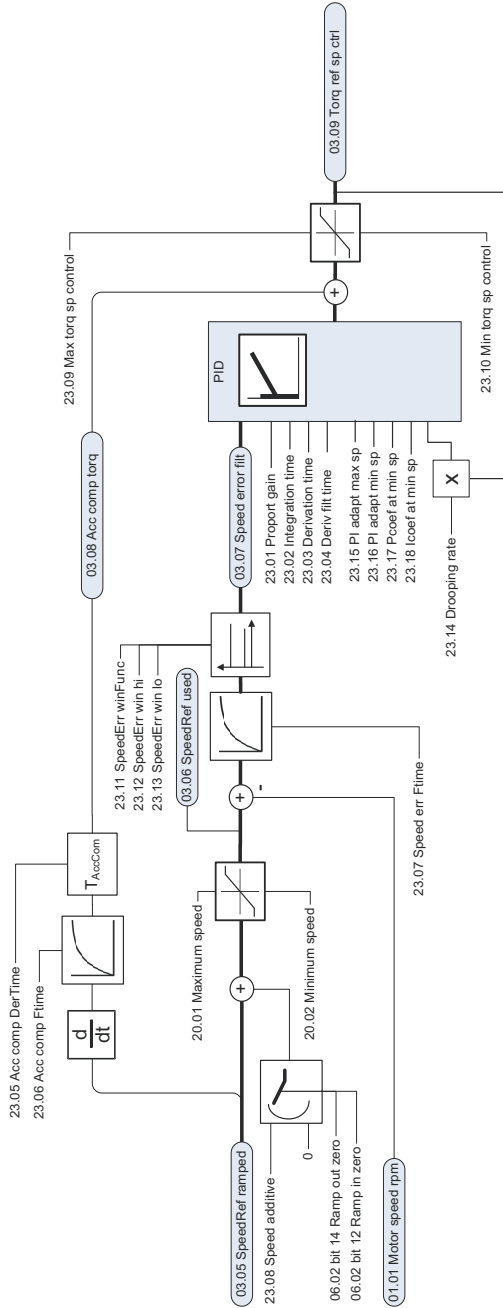 23.05 Acc comp DerTime
23.06 Acc comp Ftime
d
dt
TAccCom
03.08 Acc comp torq
23.09 Max torq sp control
23.11 SpeedErr winFunc
23.12 SpeedErr win hi
23.13 SpeedErr win lo
20.01 Maximum speed
03.06 SpeedRef used
PID
03.05 SpeedRef ramped
+
+
-
03.07 Speed error filt
+
03.09 Torq ref sp ctrl
23.08 Speed additive
0
20.02 Minimum speed
06.02 bit 14 Ramp out zero
06.02 bit 12 Ramp in zero
23.01 Proport gain
23.02 Integration time
23.03 Derivation time
23.04 Deriv filt time
23.15 PI adapt max sp
23.16 PI adapt min sp
23.17 Pcoef at min sp
23.18 Icoef at min sp
23.10 Min torq sp control
01.01 Motor speed rpm
23.07 Speed err Ftime
23.14 Drooping rate
X